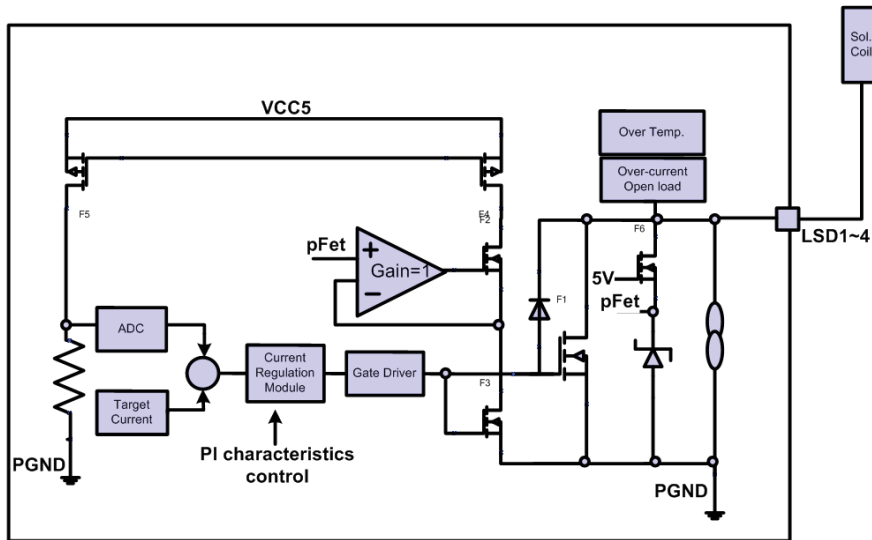 Sol.
Coil
VCC5
Over Temp.
Over-current
Open load
F5
F4
F2
F6
LSD1~4
pFet
+
Gain=1
−
5V
pFet
F1
ADC
Current
Regulation
Module
Gate Driver
F3
Target
Current
PI characteristics
control
PGND
PGND